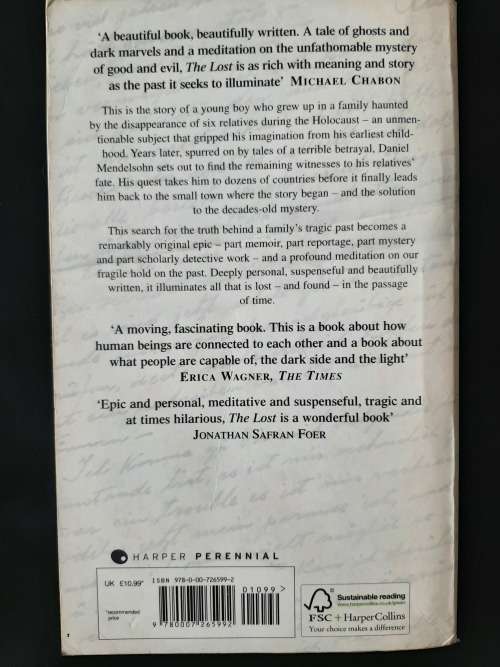 ‘A beautiful book, beautifully written. A tale of ghosts and
dark marvels and a meditation on the unfathomable mystery
of good and evil, The Lost is as rich with meaning and story
as the past it seeks to illuminate’ MICHAEL CHABON
This is the story of a young boy who grew up in a family haunted
by the disappearance of six relatives during the Holocaust – an unmen-
tionable subject that gripped his imagination from his earliest child-
hood. Years later, spurred on by tales of a terrible betrayal, Daniel
Mendelsohn sets out to find the remaining witnesses to his relatives’
fate. His quest takes him to dozens of countries before it finally leads
him back to the small town where the story began – and the solution
to the decades-old mystery.
This search for the truth behind a family’s tragic past becomes a
remarkably original epic – part memoir, part reportage, part mystery
and part scholarly detective work – and a profound meditation on our
fragile hold on the past. Deeply personal, suspenseful and beautifully
written, it illuminates all that is lost – and found – in the passage
of time.
‘A moving, fascinating book. This is a book about how
human beings are connected to each other and a book about
what people are capable of, the dark side and the light’
ERICA WAGNER, THE TIMES
‘Epic and personal, meditative and suspenseful, tragic and
at times hilarious, The Lost is a wonderful book’
JONATHAN SAFRAN FOER
HARPER PERENNIAL
UK £10.99*
*recommended
price
ISBN 978-0-00-726599-2
01099 >
9 780007 265992
Sustainable reading
www.harpercollins.co.uk/green
FSC + HarperCollins
Your choice makes a difference